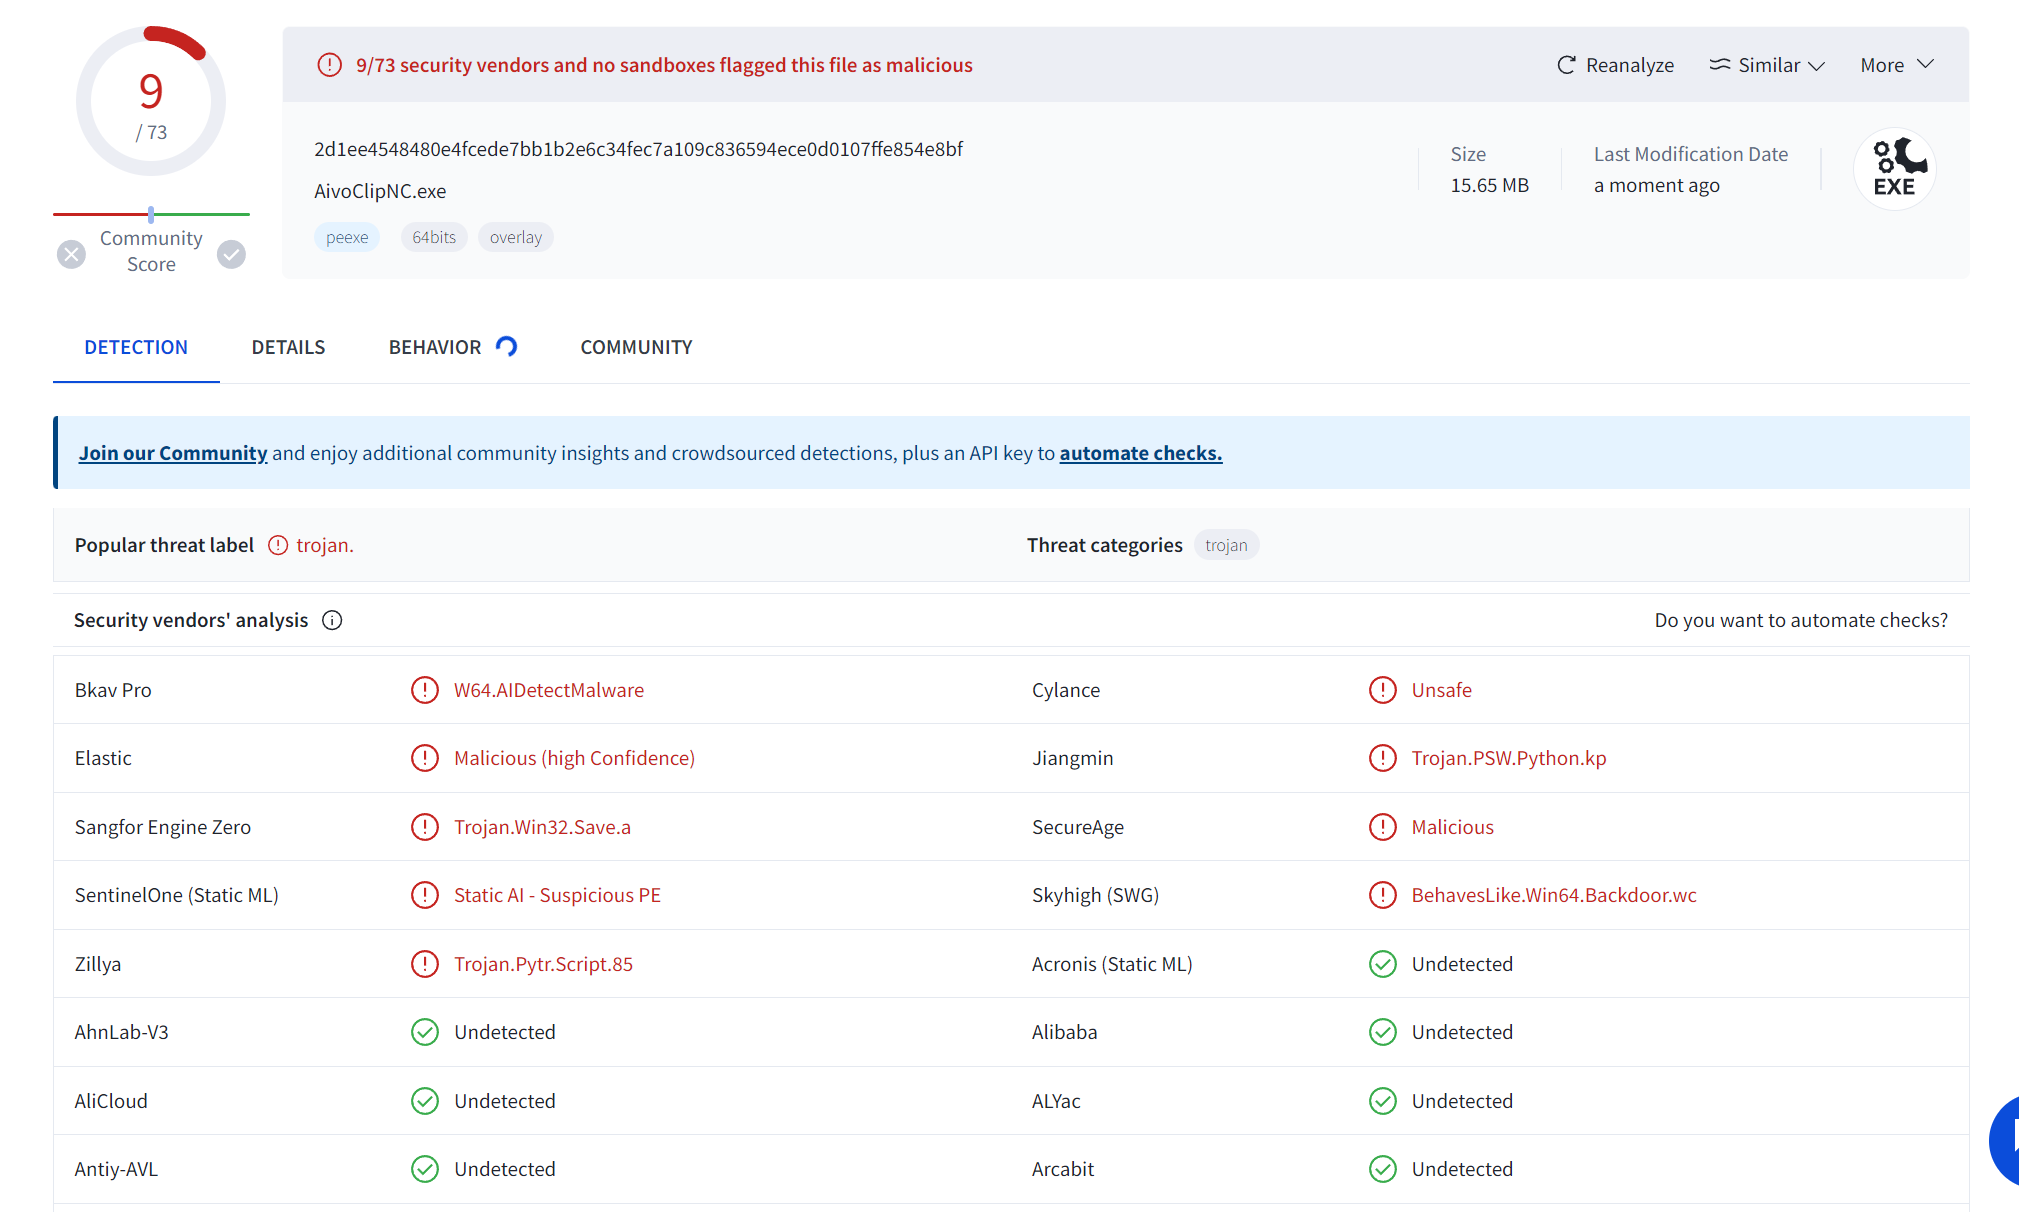 9
/ 73
Community
Score
9/73 security vendors and no sandboxes flagged this file as malicious
Reanalyze
Similar
More
2d1ee4548480e4fcede7bb1b2e6c34fec7a109c836594ece0d0107ffe854e8bf
AivoClipNC.exe
peexe
64bits
overlay
Size
15.65 MB
Last Modification Date
a moment ago
EXE
DETECTION
DETAILS
BEHAVIOR
COMMUNITY
Join our Community and enjoy additional community insights and crowdsourced detections, plus an API key to automate checks.
Popular threat label trojan.
Threat categories trojan
Security vendors' analysis
Do you want to automate checks?
Bkav Pro W64.AIDetectMalware Cylance Unsafe
Elastic Malicious (high Confidence) Jiangmin Trojan.PSW.Python.kp
Sangfor Engine Zero Trojan.Win32.Save.a SecureAge Malicious
SentinelOne (Static ML) Static AI - Suspicious PE Skyhigh (SWG) BehavesLike.Win64.Backdoor.wc
Zillya Trojan.Pytr.Script.85 Acronis (Static ML) Undetected
AhnLab-V3 Undetected Alibaba Undetected
AliCloud Undetected ALYac Undetected
Antiy-AVL Undetected Arcabit Undetected